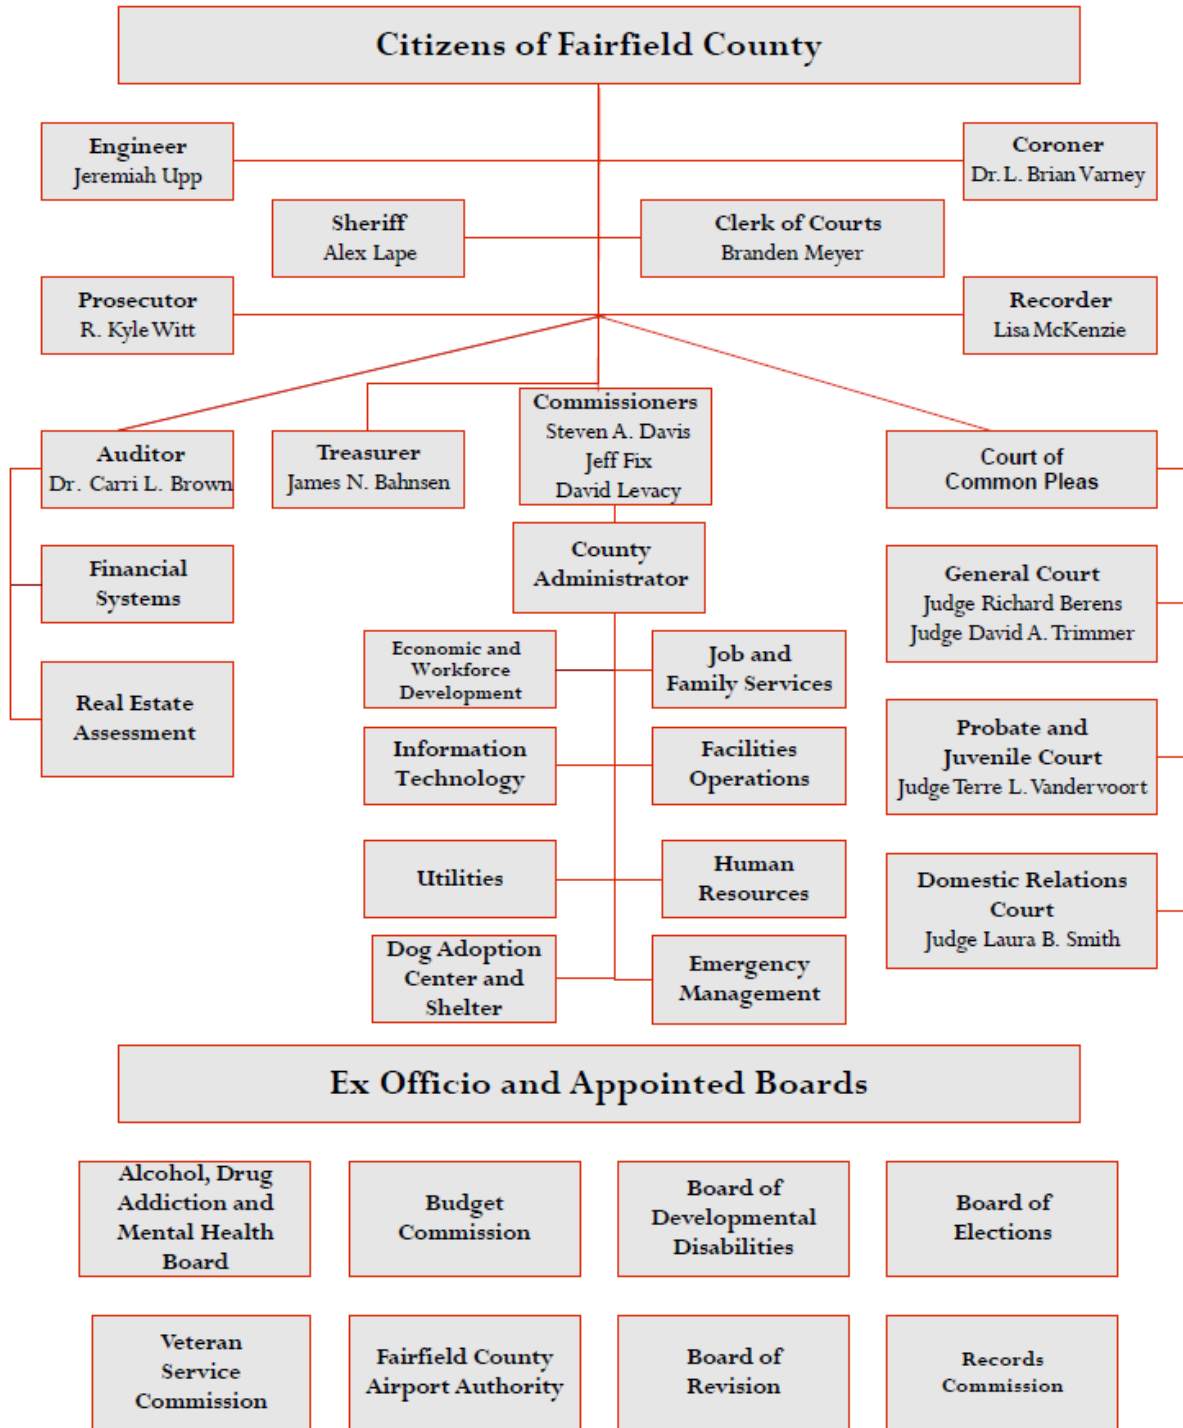 Citizens of Fairfield County
Engineer
Jeremiah Upp
Coroner
Dr. L. Brian Varney
Sheriff
Alex Lape
Clerk of Courts
Branden Meyer
Prosecutor
R. Kyle Witt
Recorder
Lisa McKenzie
Auditor
Dr. Carri L. Brown
Treasurer
James N. Bahnsen
Commissioners
Steven A. Davis
Jeff Fix
David Levacy
Court of
Common Pleas
Financial
Systems
County
Administrator
General Court
Judge Richard Berens
Judge David A. Trimmer
Real Estate
Assessment
Economic and
Workforce
Development
Job and
Family Services
Information
Technology
Facilities
Operations
Probate and
Juvenile Court
Judge Terre L. Vandervoort
Utilities
Human
Resources
Domestic Relations
Court
Judge Laura B. Smith
Dog Adoption
Center and
Shelter
Emergency
Management
Ex Officio and Appointed Boards
Alcohol, Drug
Addiction and
Mental Health
Board
Budget
Commission
Board of
Developmental
Disabilities
Board of
Elections
Veteran
Service
Commission
Fairfield County
Airport Authority
Board of
Revision
Records
Commission